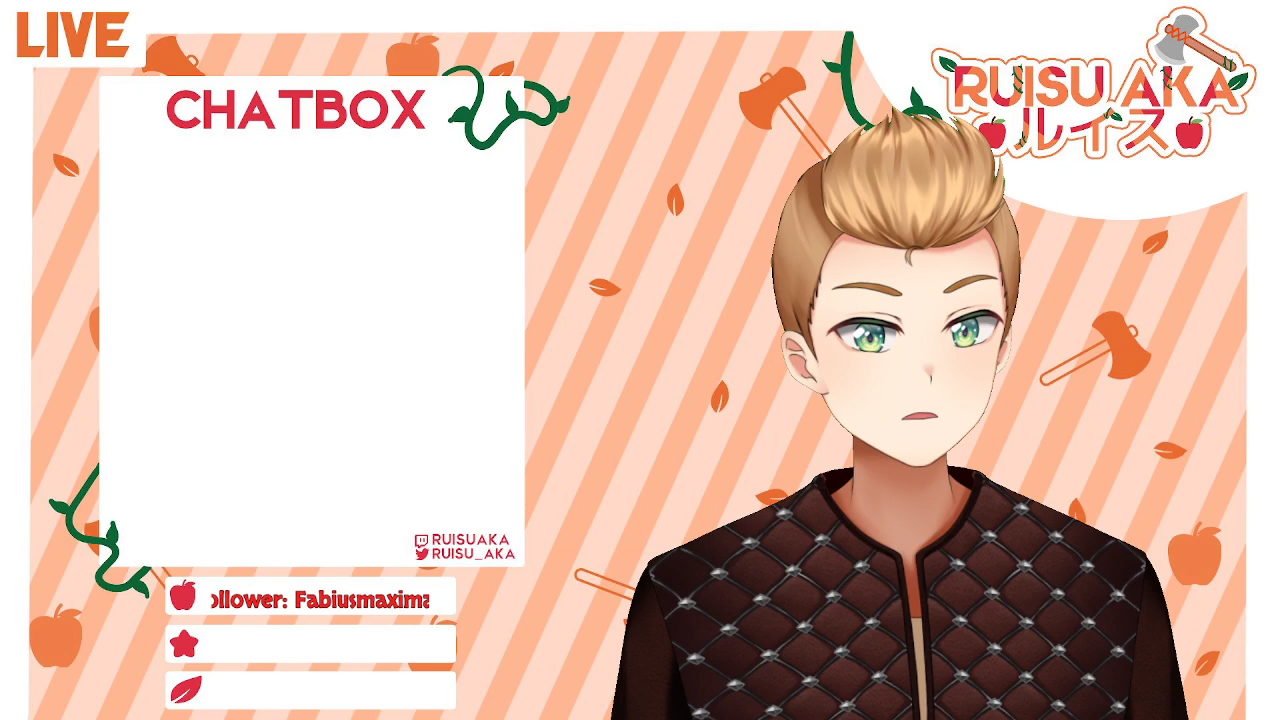 LIVE
RUISU AKA
ルイス
CHATBOX
RUISUAKA
RUISU_AKA
ollower: Fabiusmaxima